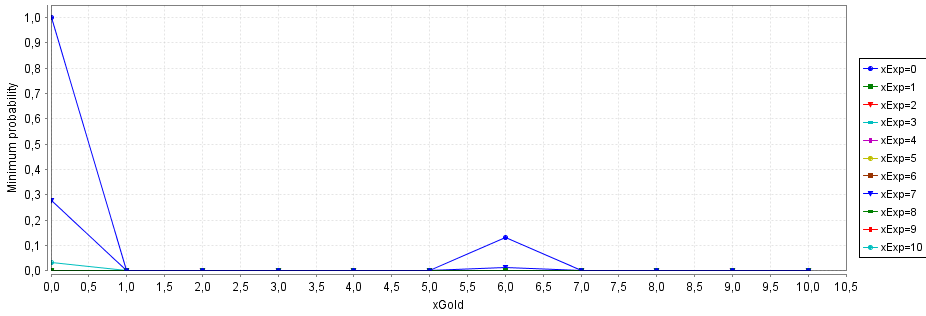 1,0
0,9
0,8
0,7
0,6
0,5
0,4
0,3
0,2
0,1
0,0
Minimum probability
0,0 0,5 1,0 1,5 2,0 2,5 3,0 3,5 4,0 4,5 5,0 5,5 6,0 6,5 7,0 7,5 8,0 8,5 9,0 9,5 10,0 10,5
xGold
xExp=0
xExp=1
xExp=2
xExp=3
xExp=4
xExp=5
xExp=6
xExp=7
xExp=8
xExp=9
xExp=10